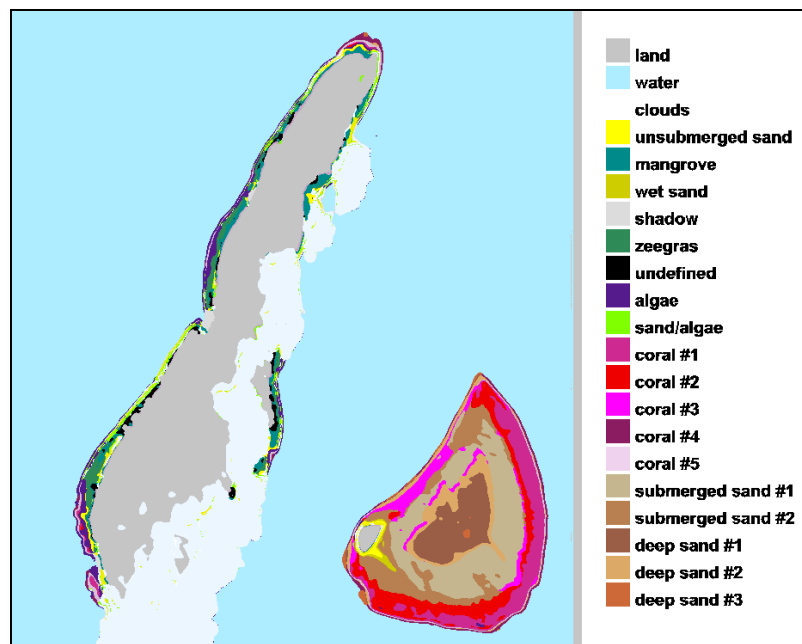 land
water
clouds
unsubmerged sand
mangrove
wet sand
shadow
zeegras
undefined
algae
sand/algae
coral #1
coral #2
coral #3
coral #4
coral #5
submerged sand #1
submerged sand #2
deep sand #1
deep sand #2
deep sand #3